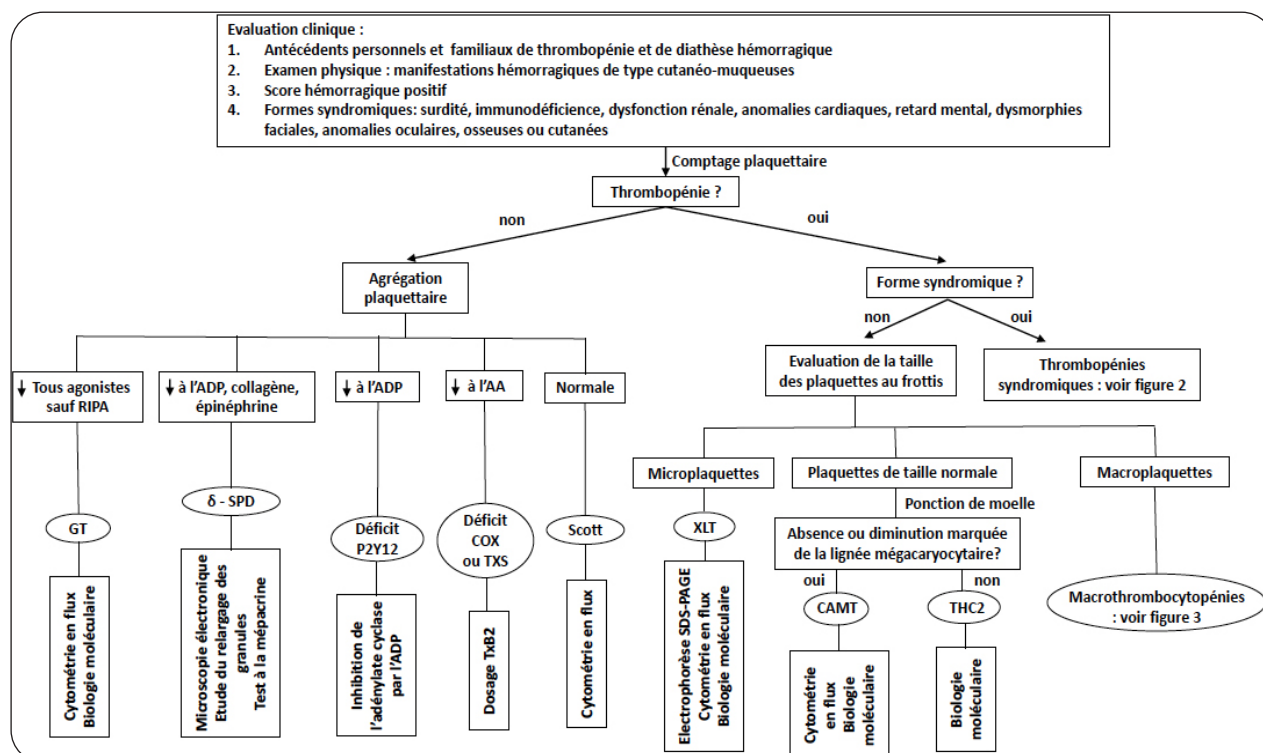 Evaluation clinique :
1. Antécédents personnels et familiaux de thrombopénie et de diathèse hémorragique
2. Examen physique : manifestations hémorragiques de type cutanéo-muqueuses
3. Score hémorragique positif
4. Formes syndromiques: surdité, immunodéficience, dysfonction rénale, anomalies cardiaques, retard mental, dysmorphies
faciales, anomalies oculaires, osseuses ou cutanées
Comptage plaquettaire
Thrombopénie ?
non
oui
Agrégation
plaquettaire
Forme syndromique ?
non
oui
↓ Tous agonistes
sauf RIPA
↓ à l'ADP, collagène,
épinéphrine
↓ à l'ADP
↓ à l'AA
Normale
Evaluation de la taille
des plaquettes au frottis
Thrombopénies
syndromiques : voir figure 2
Microplaquettes
Plaquettes de taille normale
Macroplaquettes
Ponction de moelle
GT
δ - SPD
Déficit
P2Y12
Déficit
COX
ou TXS
Scott
XLT
Absence ou diminution marquée
de la lignée mégacaryocytaire?
oui
non
CAMT
THC2
Macrothrombocytopénies
: voir figure 3
Cytométrie en flux
Biologie moléculaire
Microscopie électronique
Etude du relargage des
granules
Test à la mépacrine
Inhibition de
l'adénylate cyclase
par l'ADP
Dosage TxB2
Cytométrie en flux
Electrophorèse SDS-PAGE
Cytométrie en flux
Biologie moléculaire
Cytométrie
en flux Biologie
moléculaire
Biologie
moléculaire